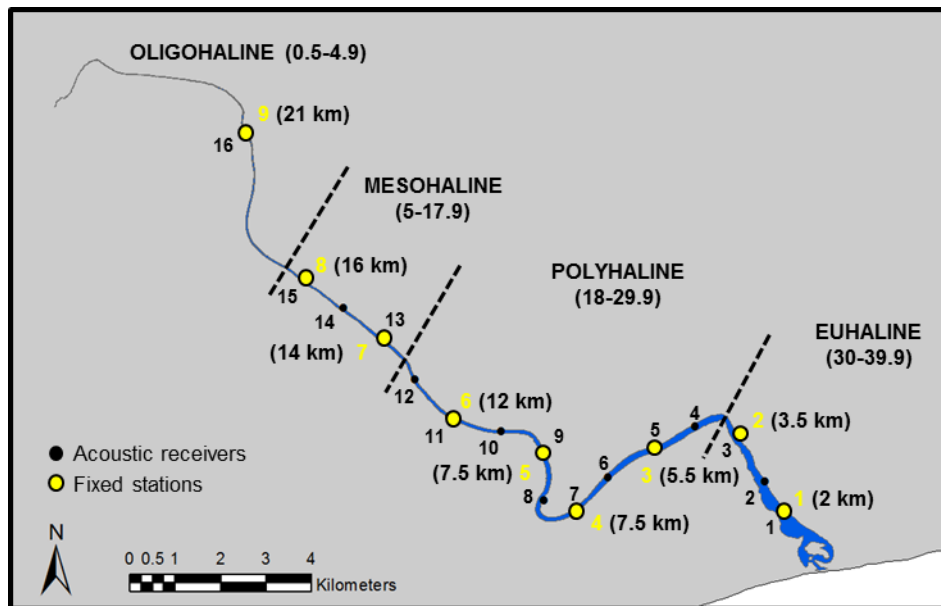 OLIGOHALINE (0.5-4.9)
9 (21 km)
16
MESOHALINE
(5-17.9)
8 (16 km)
15
POLYHALINE
(18-29.9)
14
13
(14 km) 7
EUHALINE
(30-39.9)
12
6 (12 km)
11
10
9
(7.5 km) 5
4
5
3 (5.5 km)
2 (3.5 km)
3
6
8
7
4 (7.5 km)
2
1 (2 km)
1
Acoustic receivers
Fixed stations
N
0 0.5 1 2 3 4
Kilometers